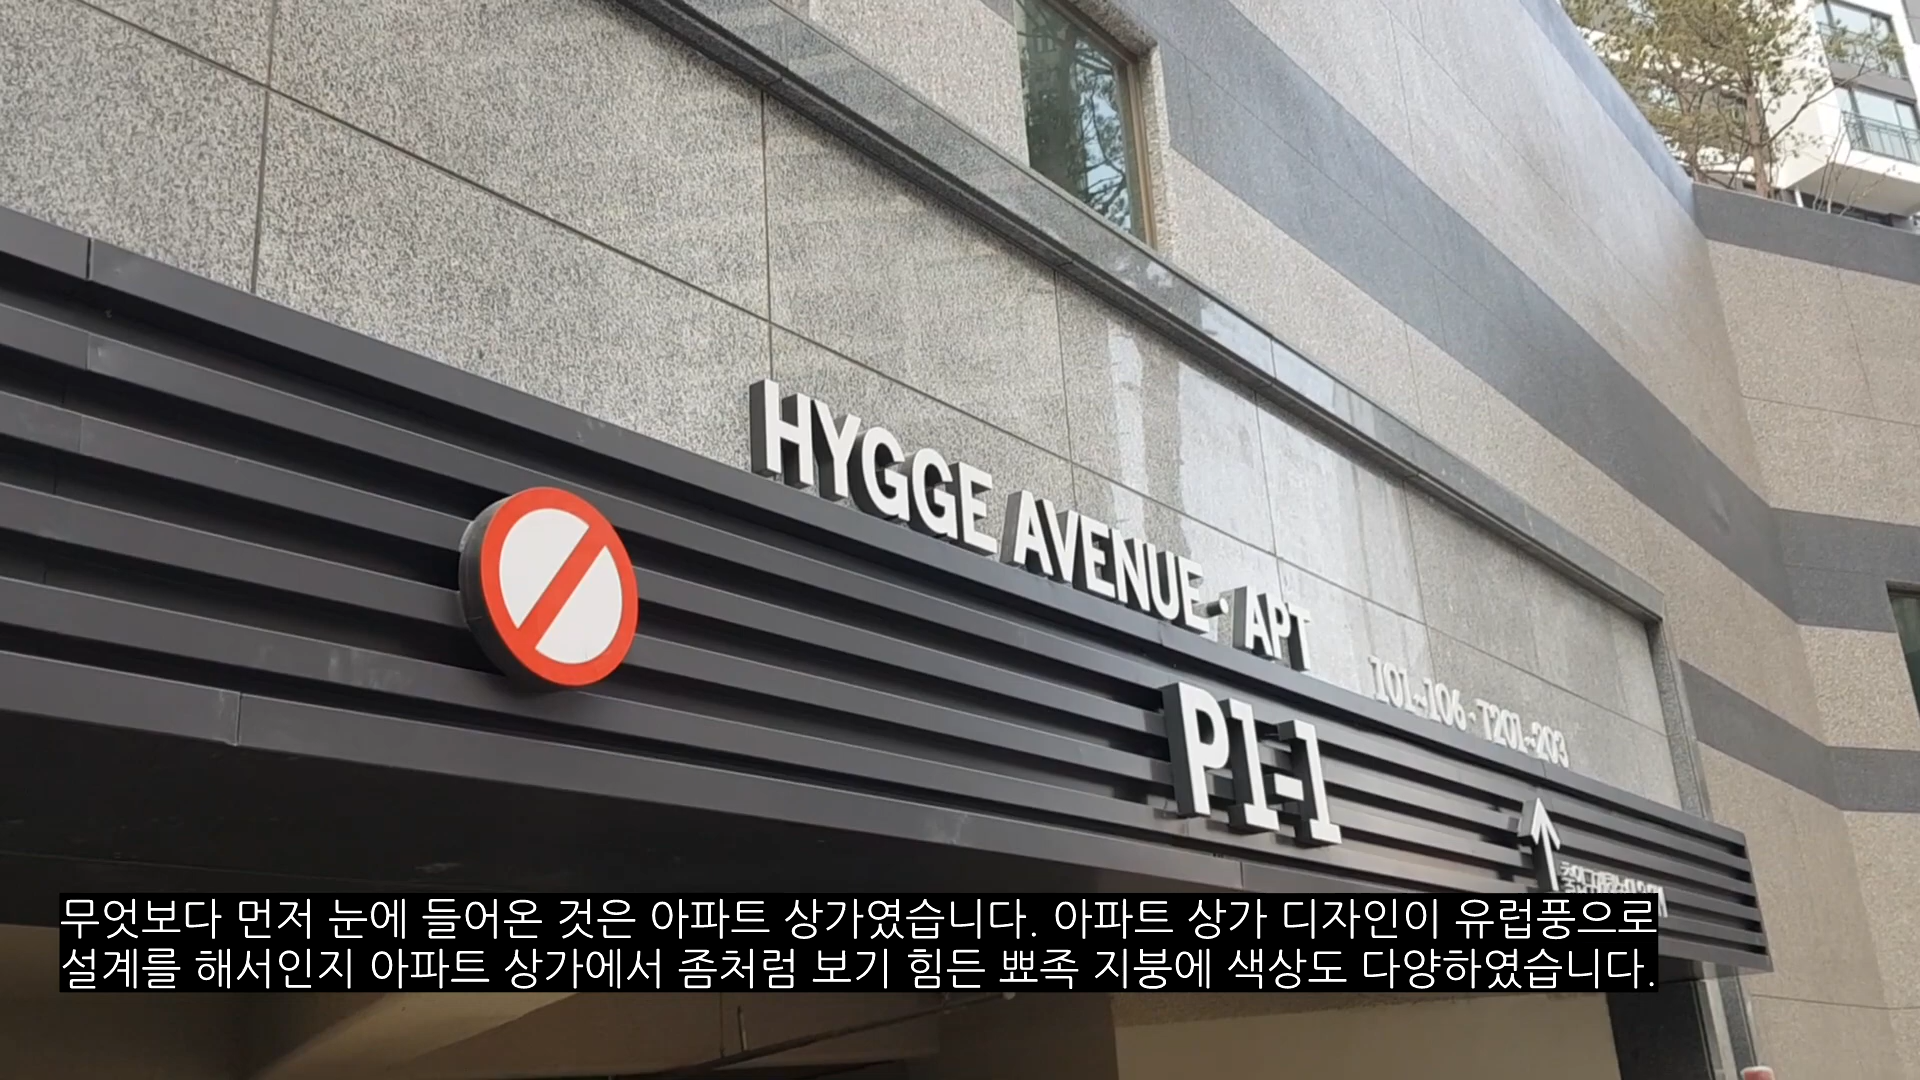 HYGGE AVENUE · APT
101~106 · T201~203
P1-1
무엇보다 먼저 눈에 들어온 것은 아파트 상가였습니다. 아파트 상가 디자인이 유럽풍으로
설계를 해서인지 아파트 상가에서 좀처럼 보기 힘든 뾰족 지붕에 색상도 다양하였습니다.